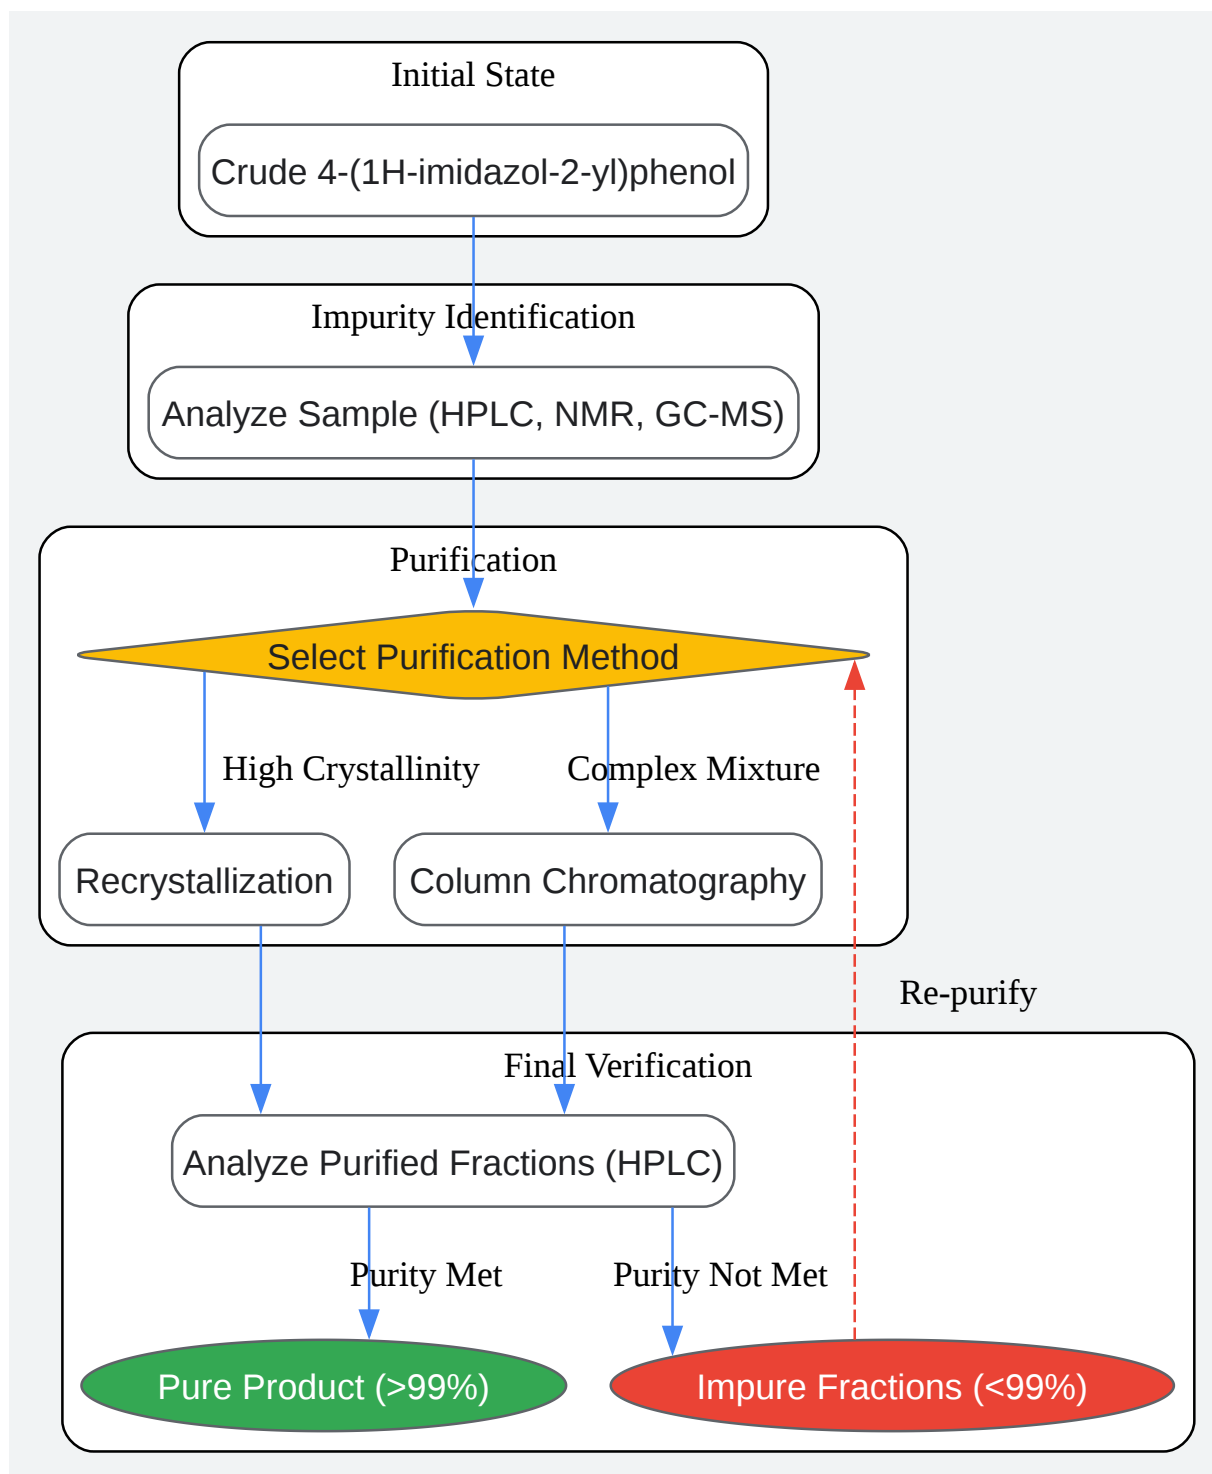 Initial State
Crude 4-(1H-imidazol-2-yl)phenol
Impurity Identification
Analyze Sample (HPLC, NMR, GC-MS)
Purification
Select Purification Method
High Crystallinity
Complex Mixture
Recrystallization
Column Chromatography
Re-purify
Final Verification
Analyze Purified Fractions (HPLC)
Purity Met
Purity Not Met
Pure Product (>99%)
Impure Fractions (<99%)